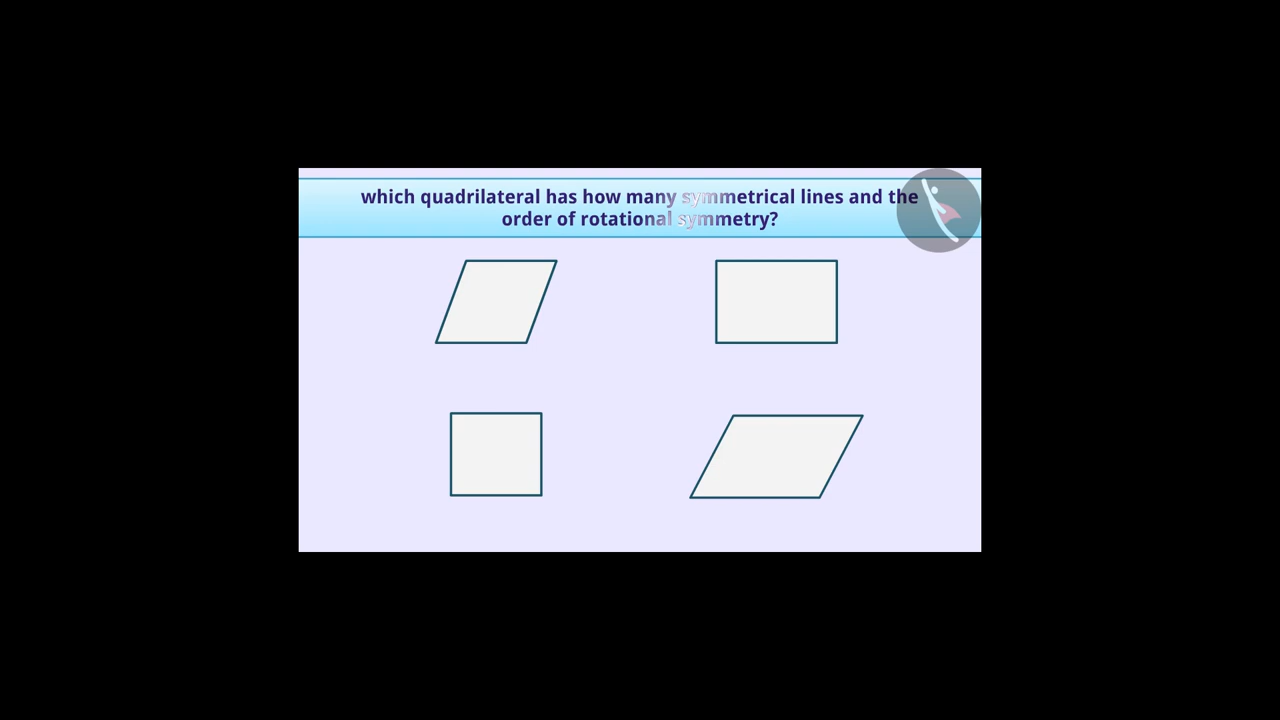 which quadrilateral has how many symmetrical lines and the
order of rotational symmetry?